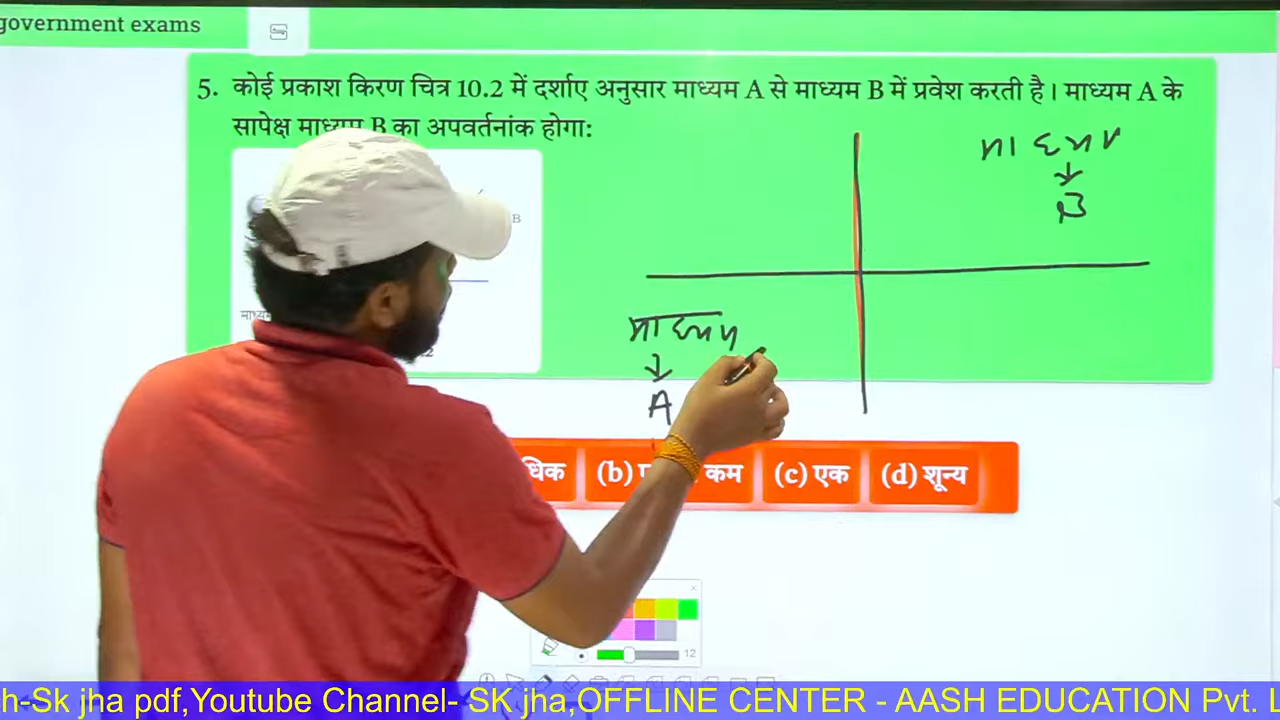 government exams
5. कोई प्रकाश किरण चित्र 10.2 में दर्शाए अनुसार माध्यम A से माध्यम B में प्रवेश करती है। माध्यम A के
सापेक्ष माध्यम B का अपवर्तनांक होगा:
B
माध्यम
B
माध्यम
A
(b) कम (c) एक (d) शून्य
12
h-Sk jha pdf,Youtube Channel- SK jha,OFFLINE CENTER - AASH EDUCATION Pvt. L